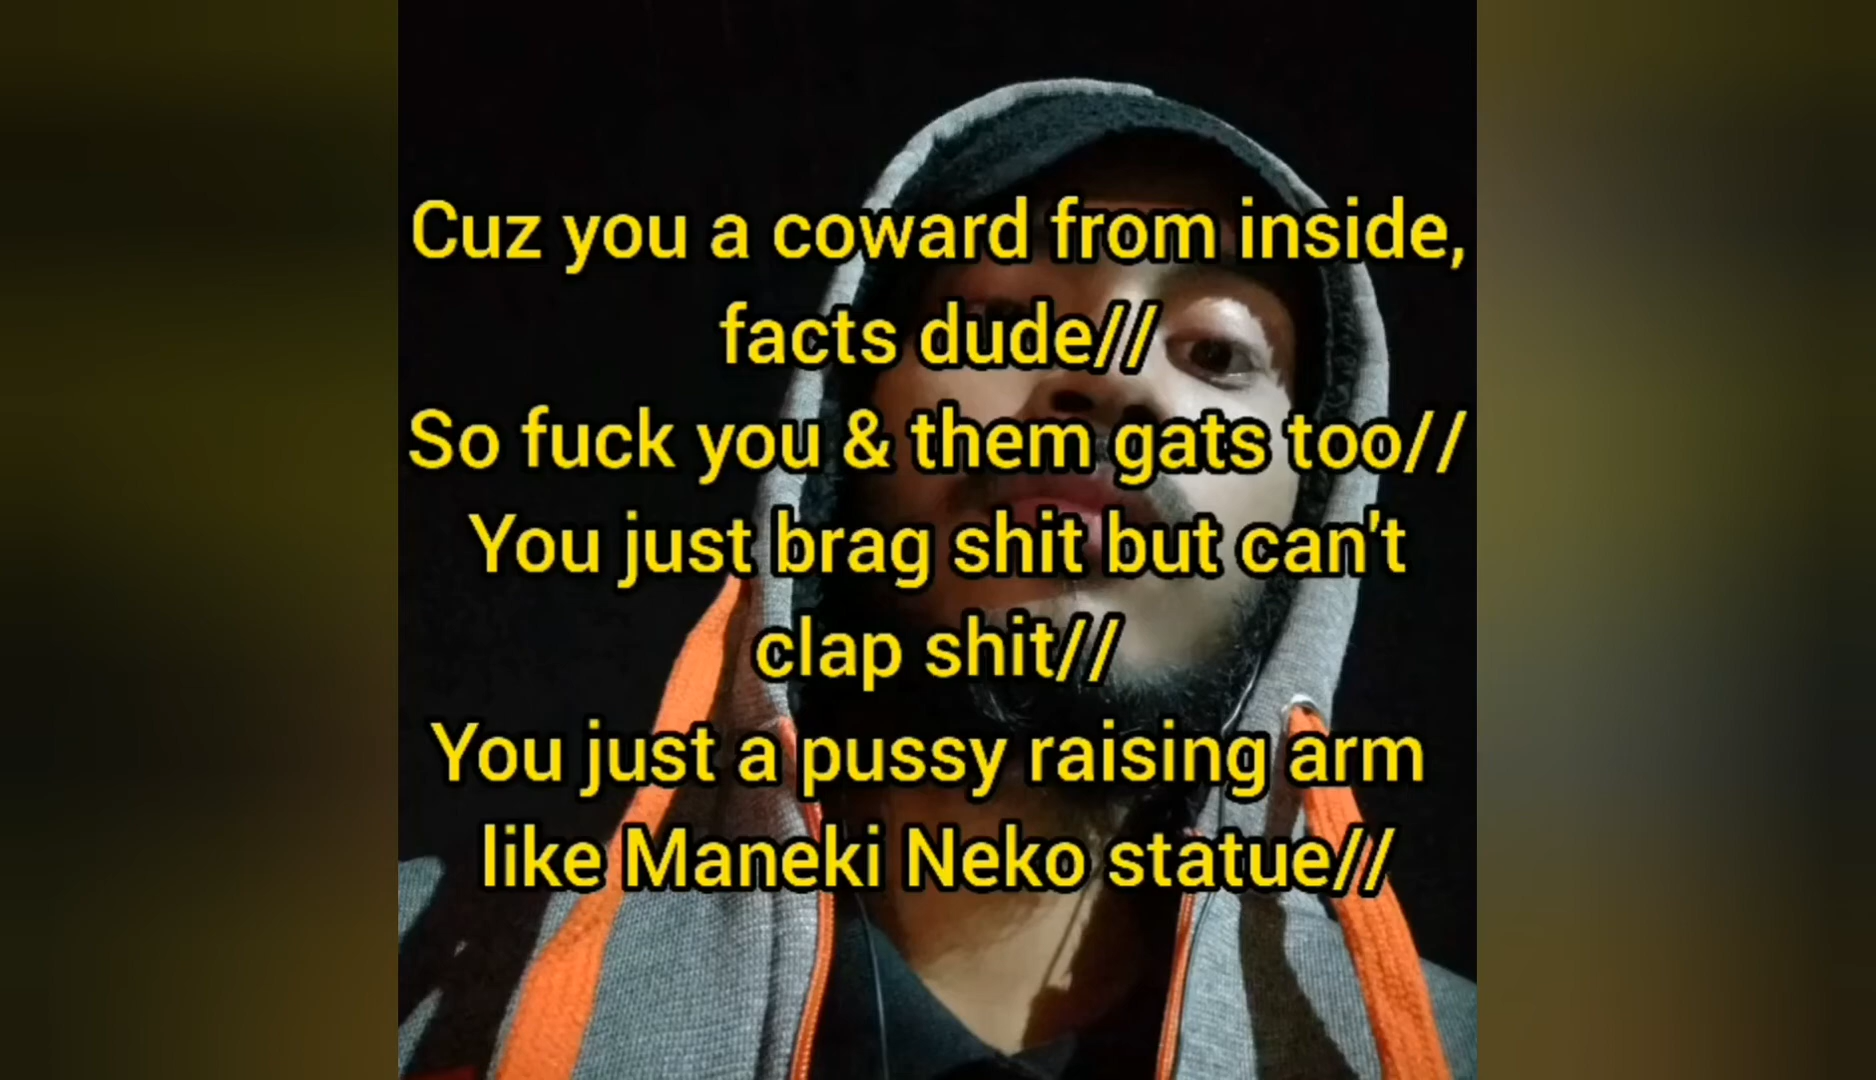 Cuz you a coward from inside,
facts dude//
So fuck you & them gats too//
You just brag shit but can't
clap shit//
You just a pussy raising arm
like Maneki Neko statue//